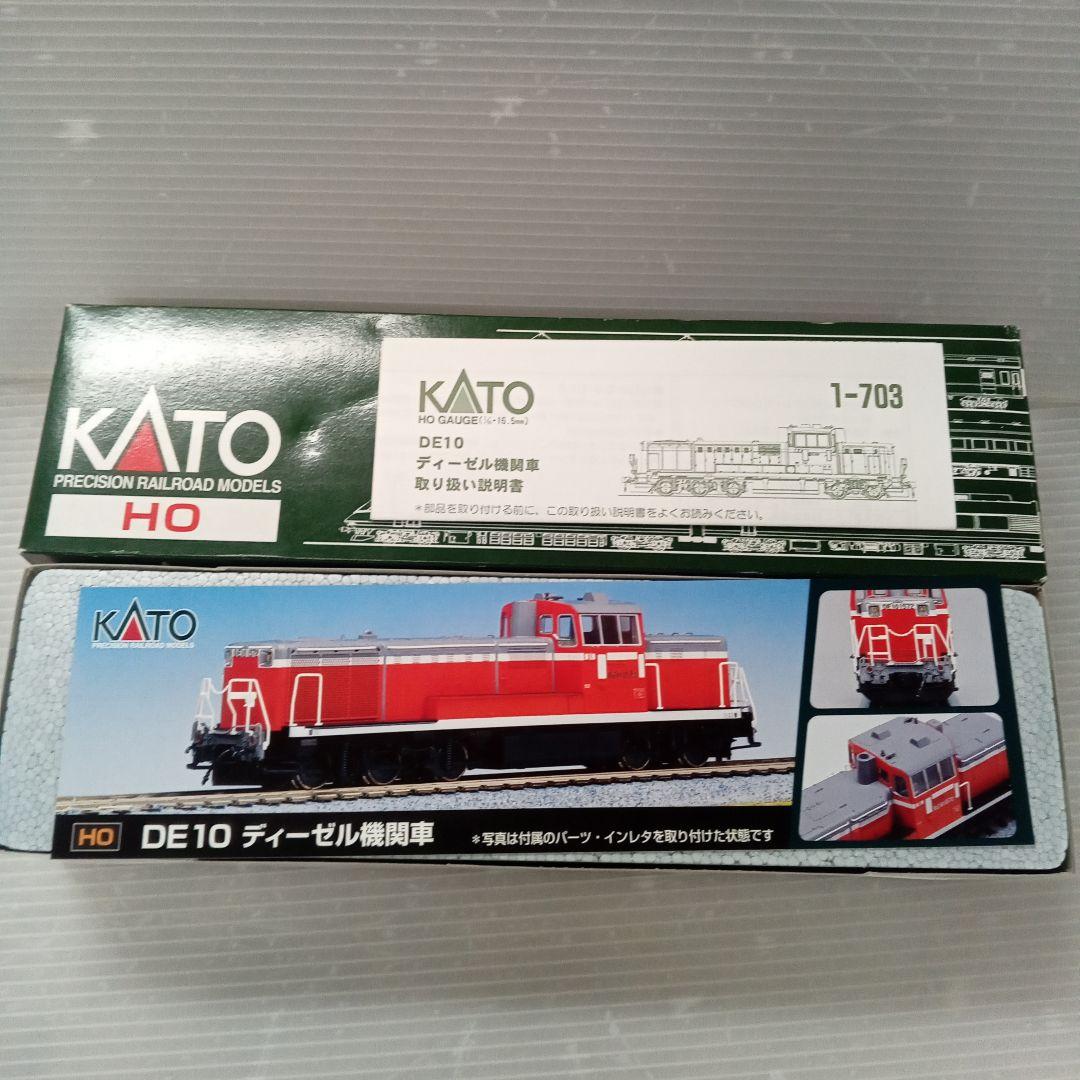 KATO
PRECISION RAILROAD MODELS
HO
KATO
HO GAUGE(1/80・16.5mm)
DE10
ディーゼル機関車
取り扱い説明書
1-703
*部品を取り付ける前に、この取り扱い説明書をよくお読みください。
KATO
PRECISION RAILROAD MODELS
HO DE10 ディーゼル機関車
*写真は付属のパーツ・インレタを取り付けた状態です